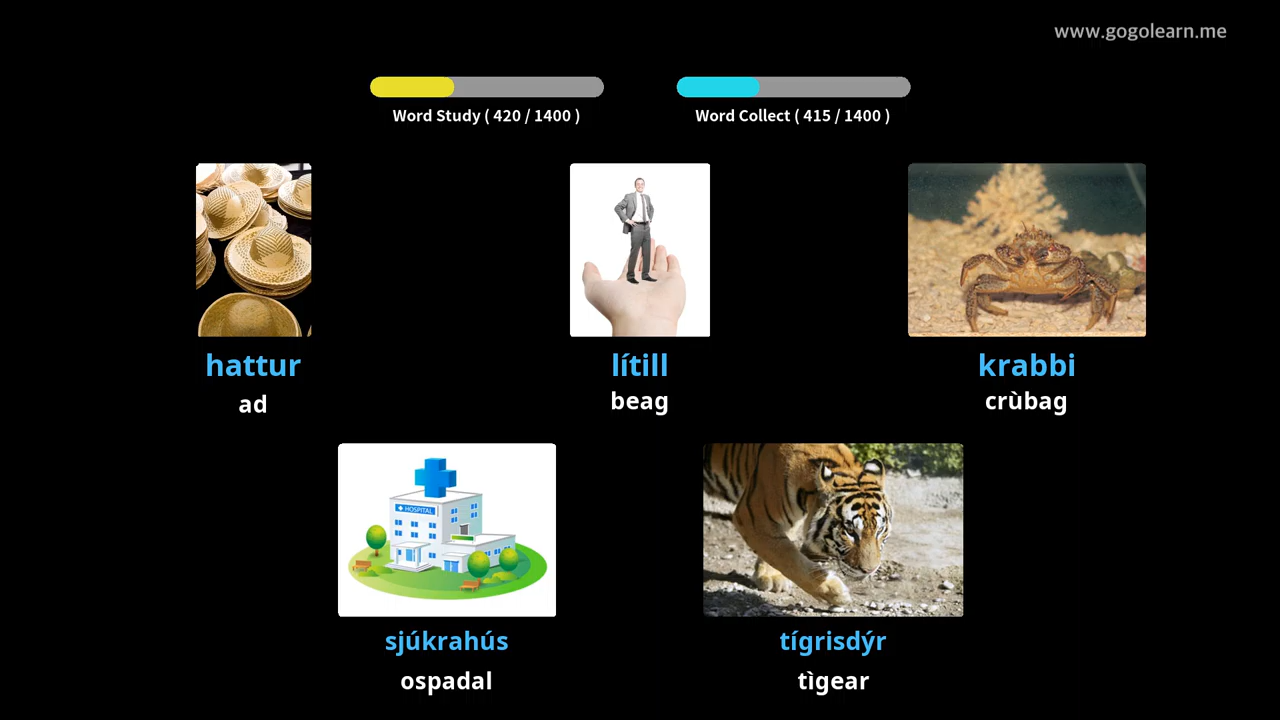 www.gogolearn.me
Word Study ( 420 / 1400 )
Word Collect ( 415 / 1400 )
hattur
ad
lítill
beag
krabbi
crùbag
HOSPITAL
sjúkrahús
ospadal
tígrisdýr
tìgear